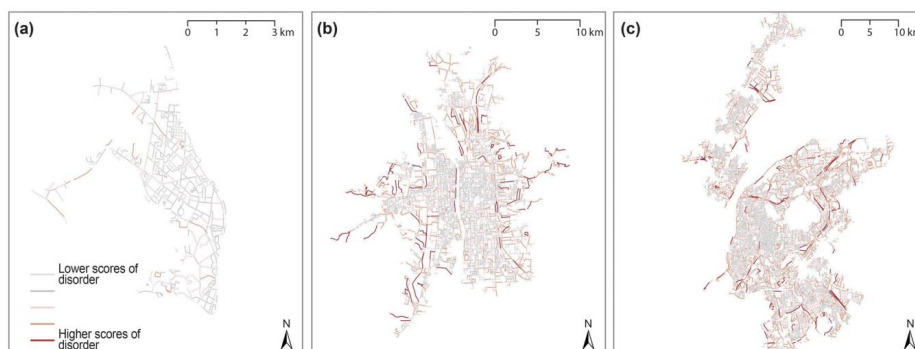 (a)
0 1 2 3 km
Lower scores of
disorder
Higher scores of
disorder
N
(b)
0 5 10 km
N
(c)
0 5 10 km
N